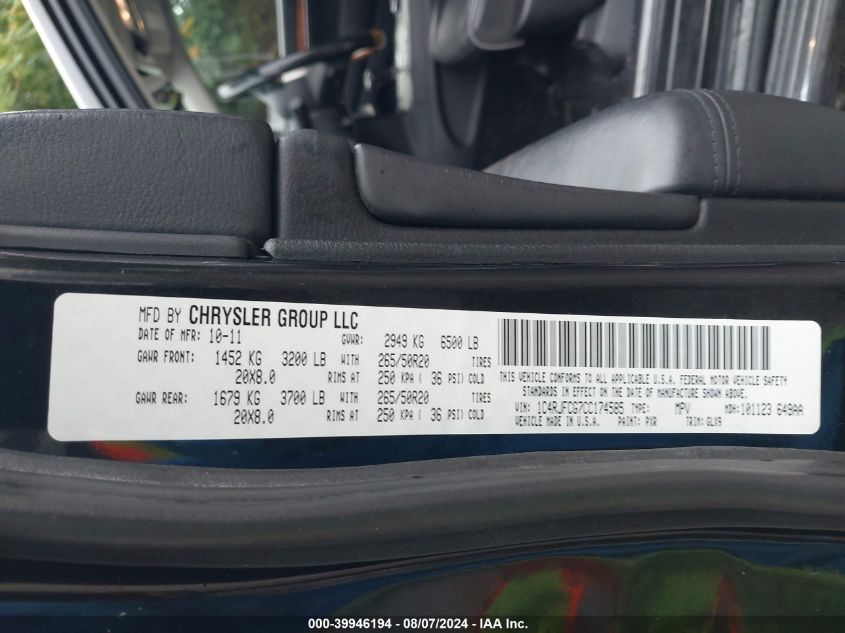 MFD BY CHRYSLER GROUP LLC
DATE OF MFR: 10-11 GVWR: 2949 KG 6500 LB
GAWR FRONT: 1452 KG 3200 LB WITH 265/50R20 TIRES
20X8.0 RIMS AT 250 KPA ( 36 PSI) COLD
GAWR REAR: 1679 KG 3700 LB WITH 265/50R20 TIRES
20X8.0 RIMS AT 250 KPA ( 36 PSI) COLD
THIS VEHICLE CONFORMS TO ALL APPLICABLE U.S.A. FEDERAL MOTOR VEHICLE SAFETY
STANDARDS IN EFFECT ON THE DATE OF MANUFACTURE SHOWN ABOVE.
VIN: 1C4RJFCG7CC174585 TYPE: MPV MDH: 101123 649AA
VEHICLE MADE IN U.S.A. PAINT: PXR TRIM: GLX9
000-39946194 - 08/07/2024 - IAA Inc.